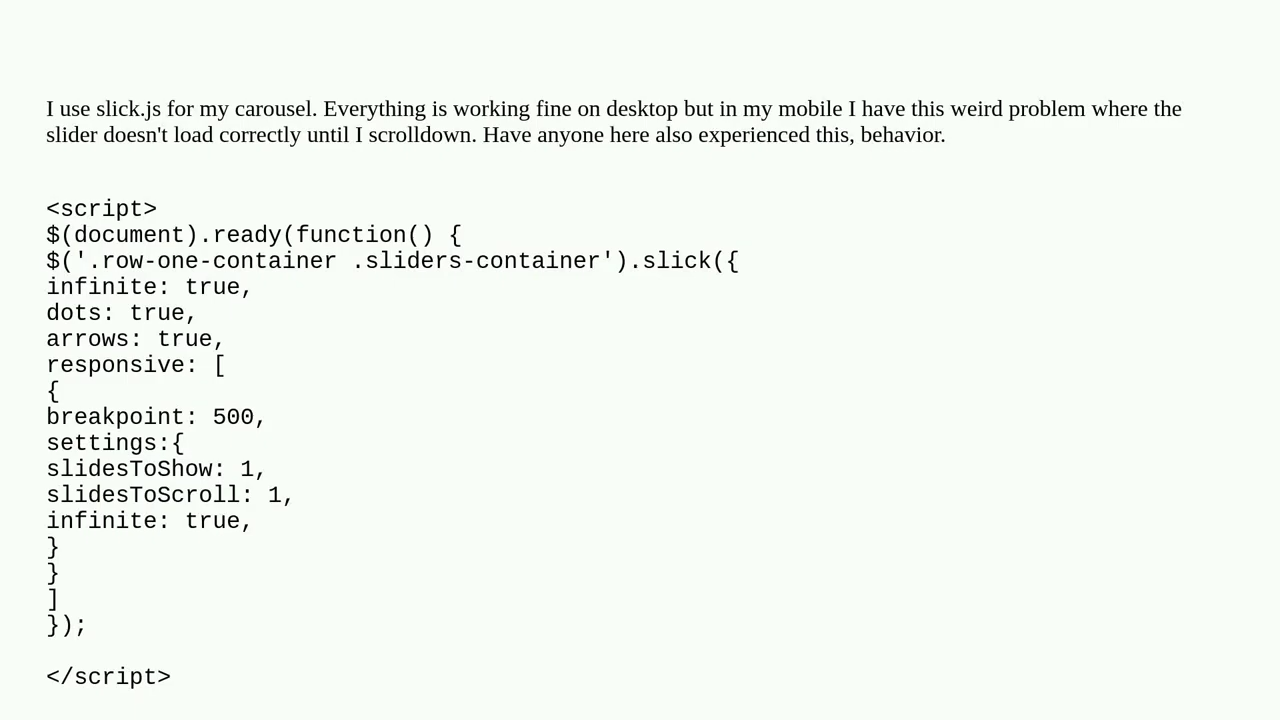 I use slick.js for my carousel. Everything is working fine on desktop but in my mobile I have this weird problem where the
slider doesn't load correctly until I scrolldown. Have anyone here also experienced this, behavior.
<script>
$(document).ready(function() {
$('.row-one-container .sliders-container').slick({
infinite: true,
dots: true,
arrows: true,
responsive: [
{
breakpoint: 500,
settings:{
slidesToShow: 1,
slidesToScroll: 1,
infinite: true,
}
}
]
});
</script>